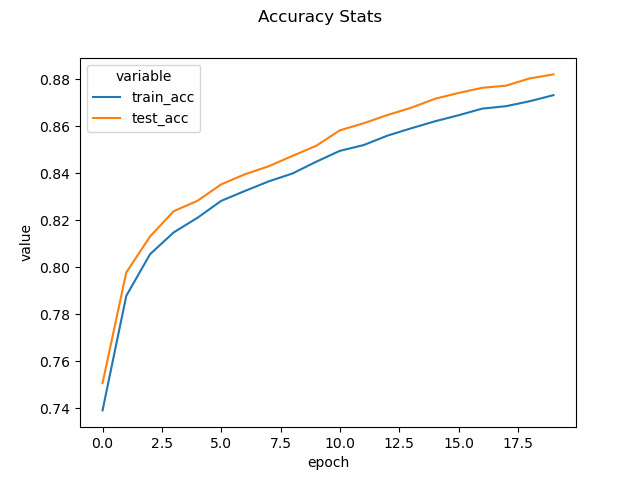 Accuracy Stats
variable
train_acc
test_acc
0.88
0.86
0.84
0.82
0.80
0.78
0.76
0.74
value
0.0 2.5 5.0 7.5 10.0 12.5 15.0 17.5
epoch